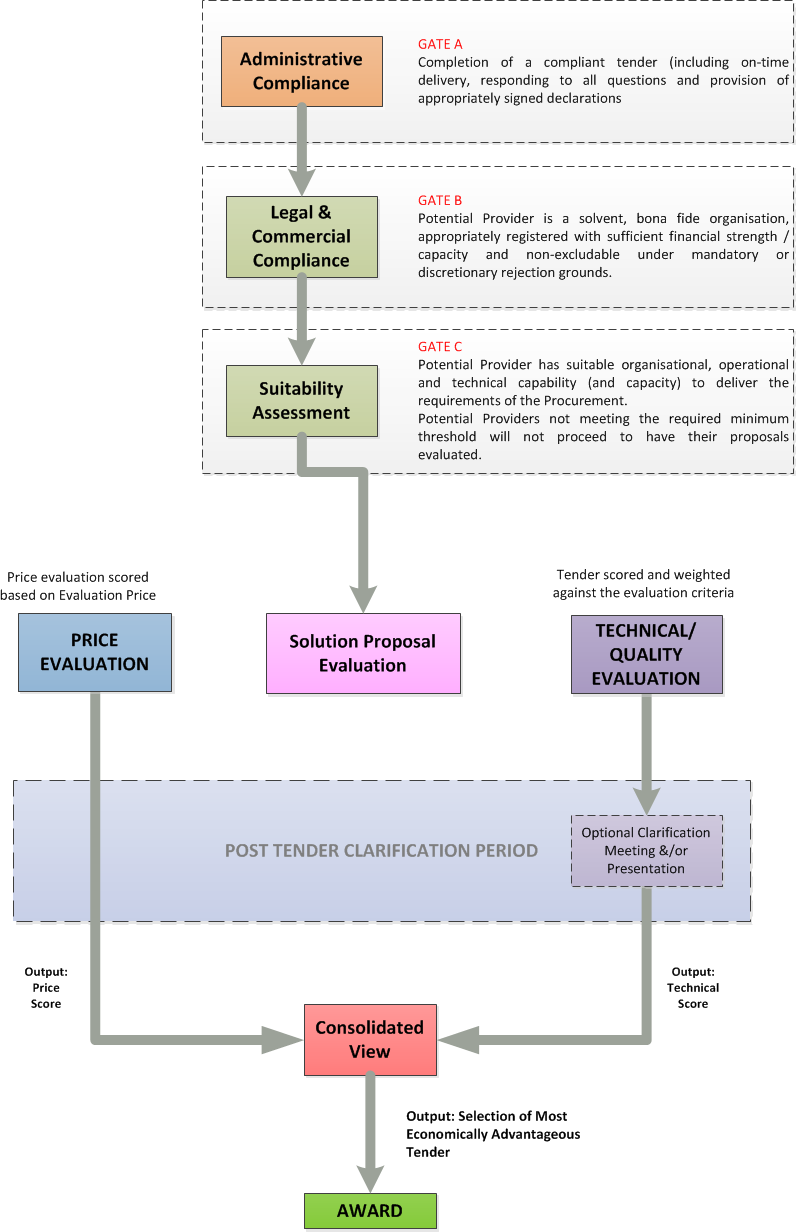 Administrative
Compliance
GATE A
Completion of a compliant tender (including on-time
delivery, responding to all questions and provision of
appropriately signed declarations
Legal &
Commercial
Compliance
GATE B
Potential Provider is a solvent, bona fide organisation,
appropriately registered with sufficient financial strength /
capacity and non-excludable under mandatory or
discretionary rejection grounds.
Suitability
Assessment
GATE C
Potential Provider has suitable organisational, operational
and technical capability (and capacity) to deliver the
requirements of the Procurement.
Potential Providers not meeting the required minimum
threshold will not proceed to have their proposals
evaluated.
Price evaluation scored
based on Evaluation Price
PRICE
EVALUATION
Solution Proposal
Evaluation
Tender scored and weighted
against the evaluation criteria
TECHNICAL/
QUALITY
EVALUATION
POST TENDER CLARIFICATION PERIOD
Optional Clarification
Meeting &/or
Presentation
Output:
Price
Score
Output:
Technical
Score
Consolidated
View
Output: Selection of Most
Economically Advantageous
Tender
AWARD